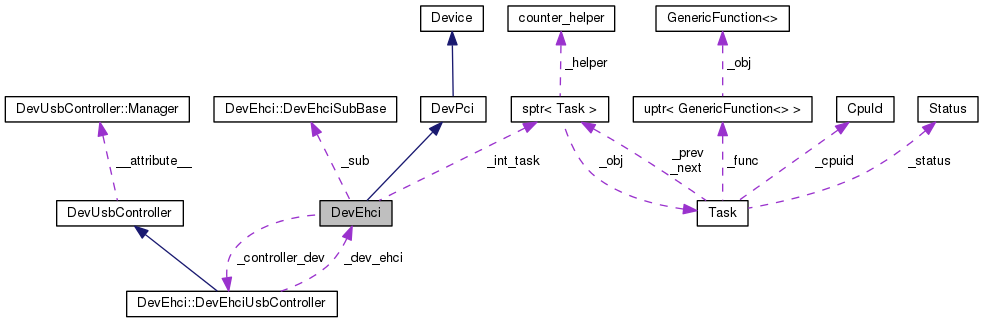 Device
counter_helper
GenericFunction<>
_helper
_obj
DevUsbController::Manager
DevEhci::DevEhciSubBase
DevPci
sptr< Task >
uptr< GenericFunction<> >
CpuId
Status
__attribute__
_sub
_int_task
_obj
_prev
_next
_func
_cpuid
_status
DevUsbController
DevEhci
Task
_controller_dev
_dev_ehci
DevEhci::DevEhciUsbController